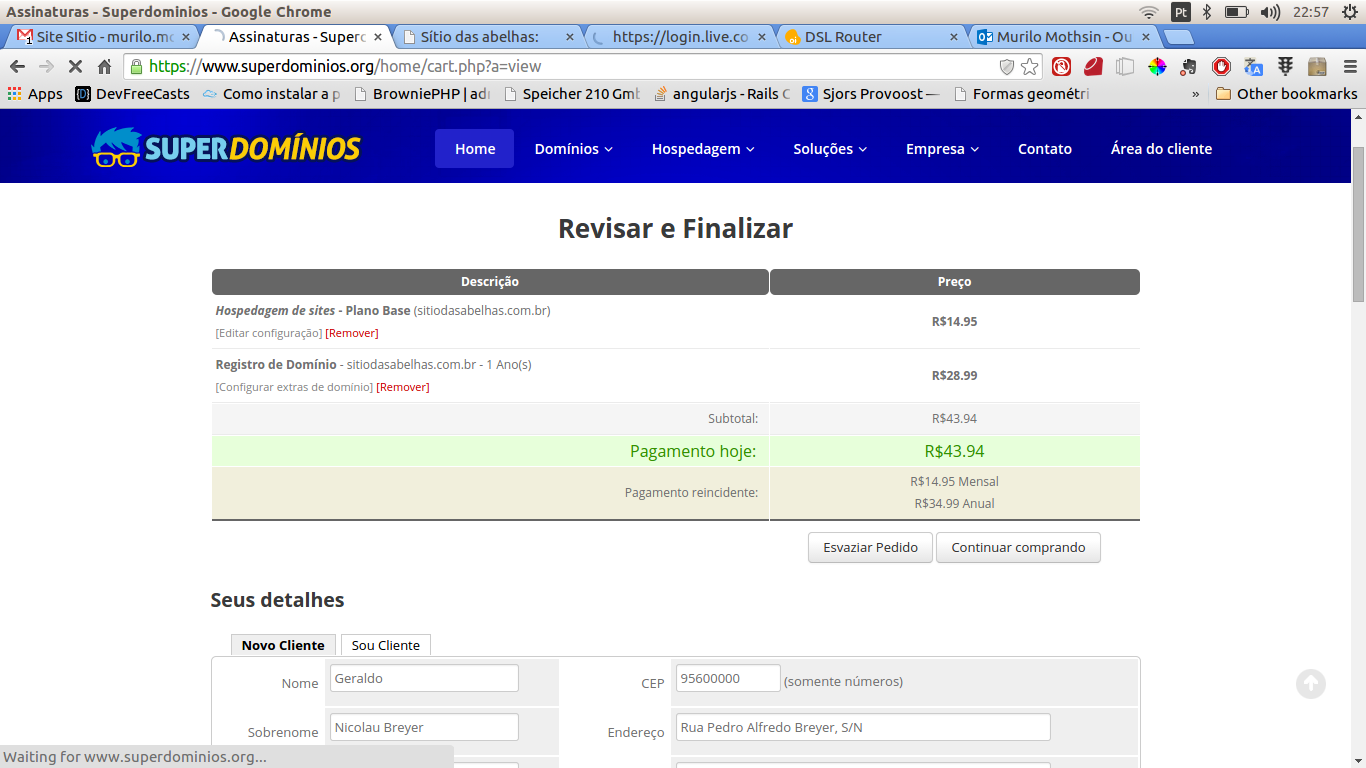 Assinaturas - Superdominios - Google Chrome
Pt
22:57
1
Site SItio - murilo.mo
Assinaturas - Superc
Sítio das abelhas:
https://login.live.co
DSL Router
Murilo Mothsin - Ou
https://www.superdominios.org/home/cart.php?a=view
Apps
DevFreeCasts
Como instalar a p
BrowniePHP | adm
Speicher 210 Gmb
angularjs - Rails C
Sjors Provoost —
Formas geométri
»
Other bookmarks
SUPERDOMÍNIOS
Home
Domínios
Hospedagem
Soluções
Empresa
Contato
Área do cliente
Revisar e Finalizar
Descrição
Preço
Hospedagem de sites - Plano Base (sitiodasabelhas.com.br)
[Editar configuração] [Remover]
R$14.95
Registro de Domínio - sitiodasabelhas.com.br - 1 Ano(s)
[Configurar extras de domínio] [Remover]
R$28.99
Subtotal:
R$43.94
Pagamento hoje:
R$43.94
Pagamento reincidente:
R$14.95 Mensal
R$34.99 Anual
Esvaziar Pedido
Continuar comprando
Seus detalhes
Novo Cliente
Sou Cliente
Nome
Geraldo
CEP
95600000
(somente números)
Sobrenome
Nicolau Breyer
Endereço
Rua Pedro Alfredo Breyer, S/N
Waiting for www.superdominios.org...